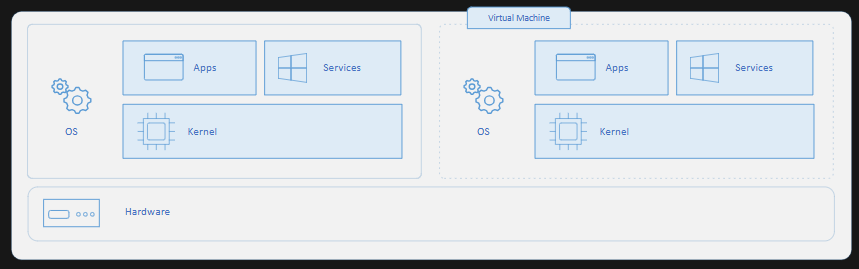 Virtual Machine
Apps
Services
OS
Kernel
Apps
Services
OS
Kernel
Hardware